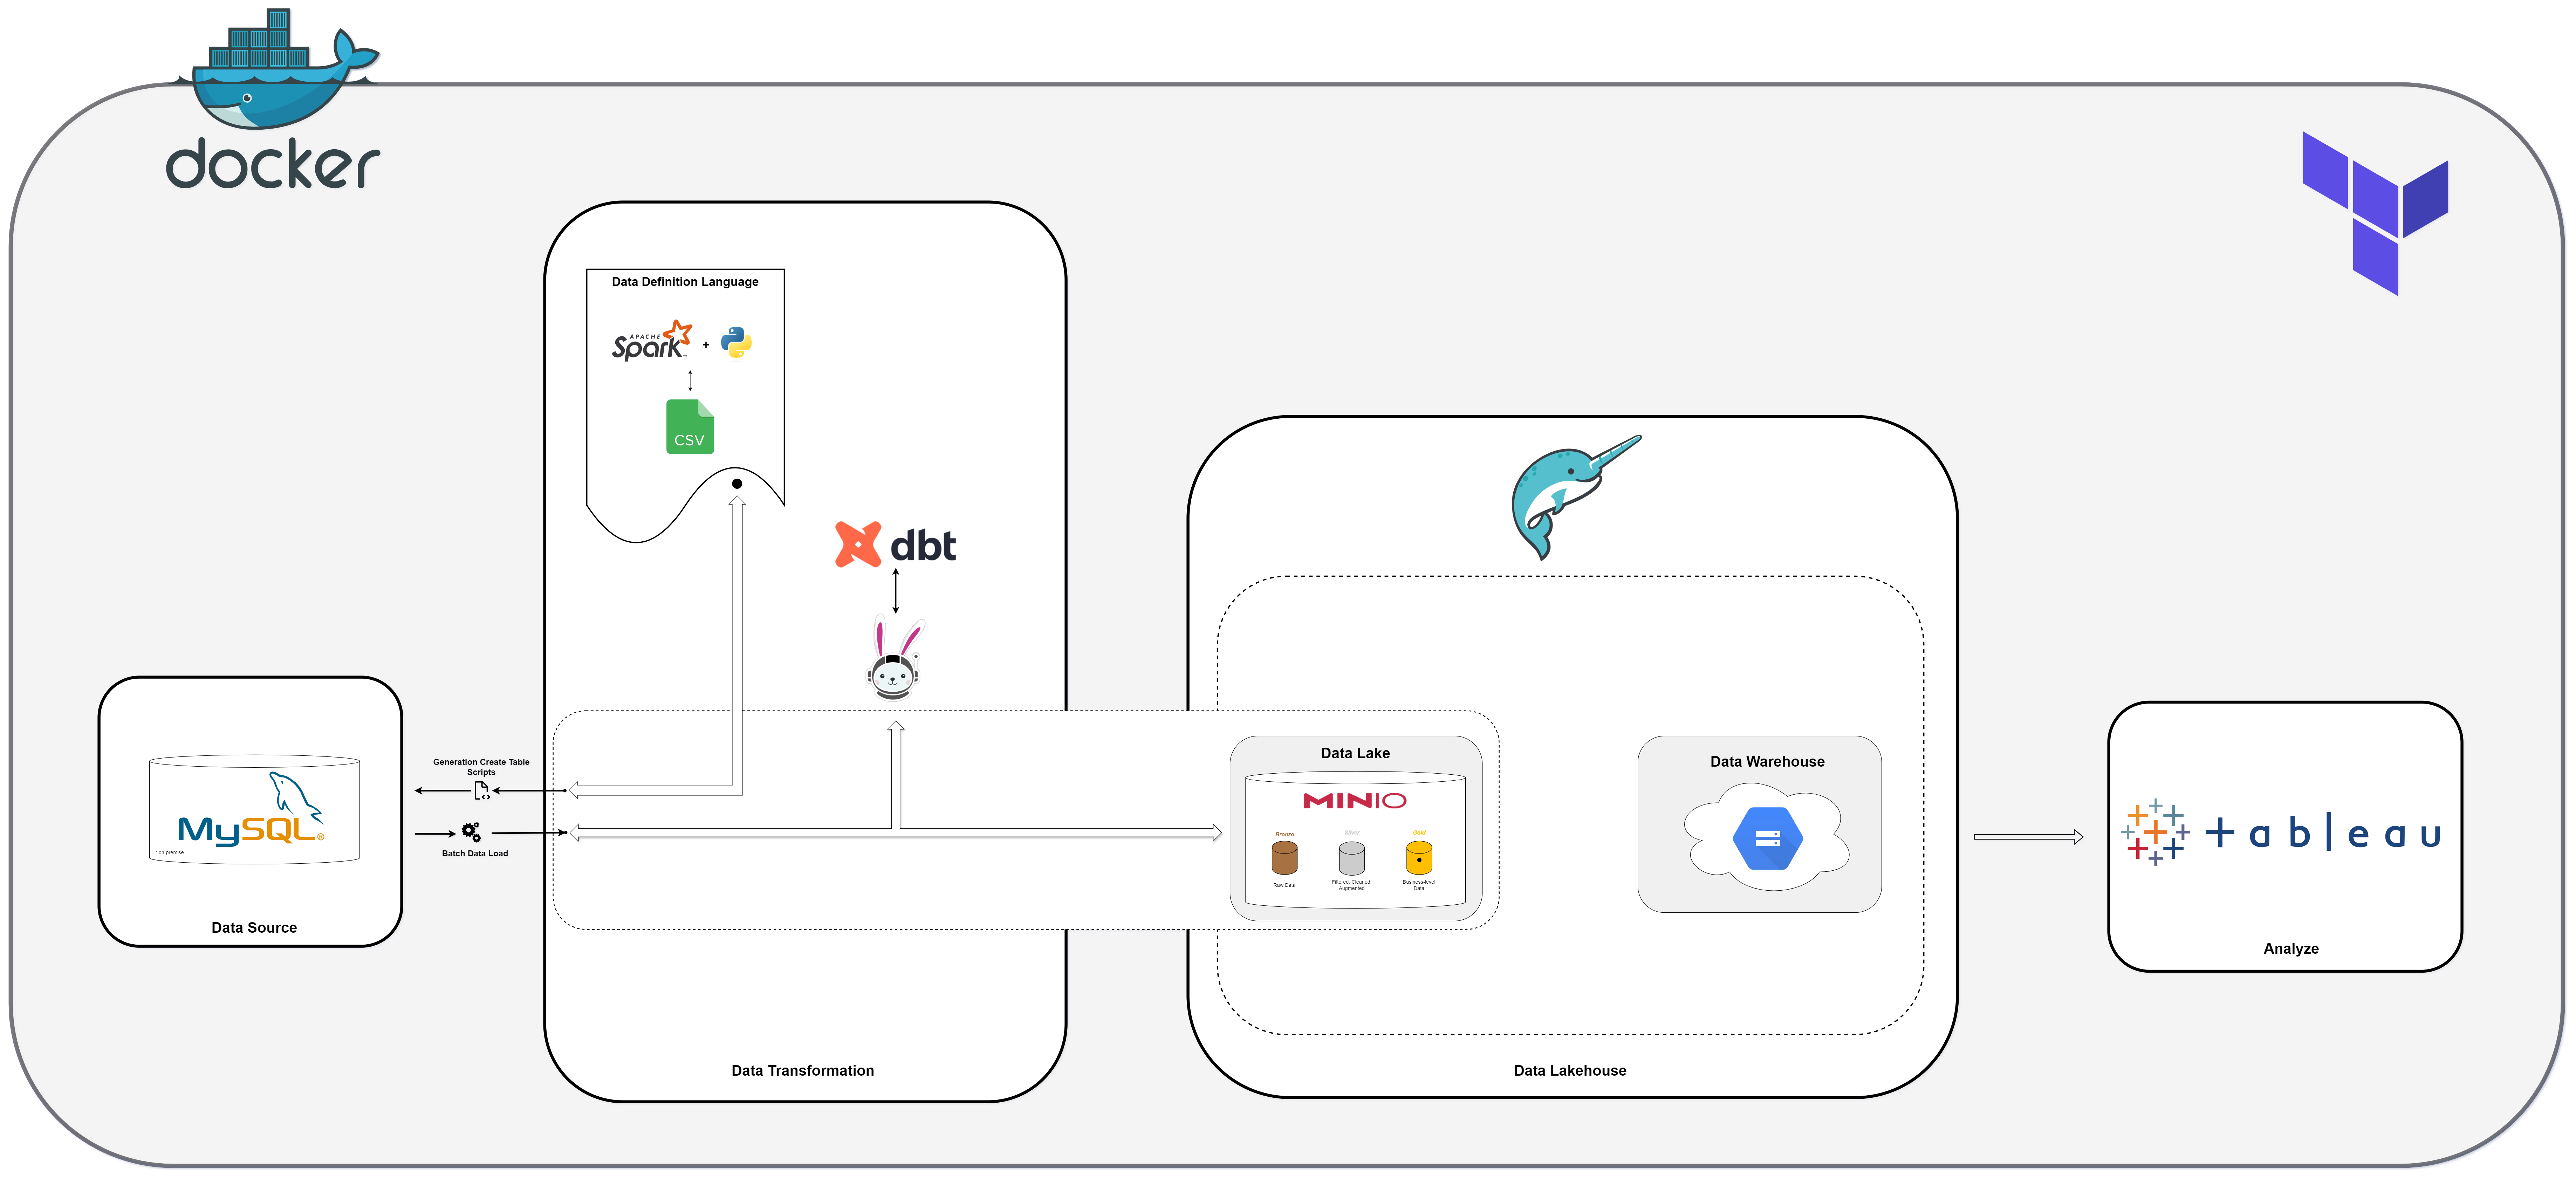 docker
Data Definition Language
APACHE
Spark
+
CSV
dbt
Generation Create Table
Scripts
MySQL®
* on-premise
Batch Data Load
Data Source
Data Lake
MINIO
Bronze
Silver
Gold
Raw Data
Filtered, Cleaned,
Augmented
Business-level
Data
Data Warehouse
+ableau
Analyze
Data Transformation
Data Lakehouse